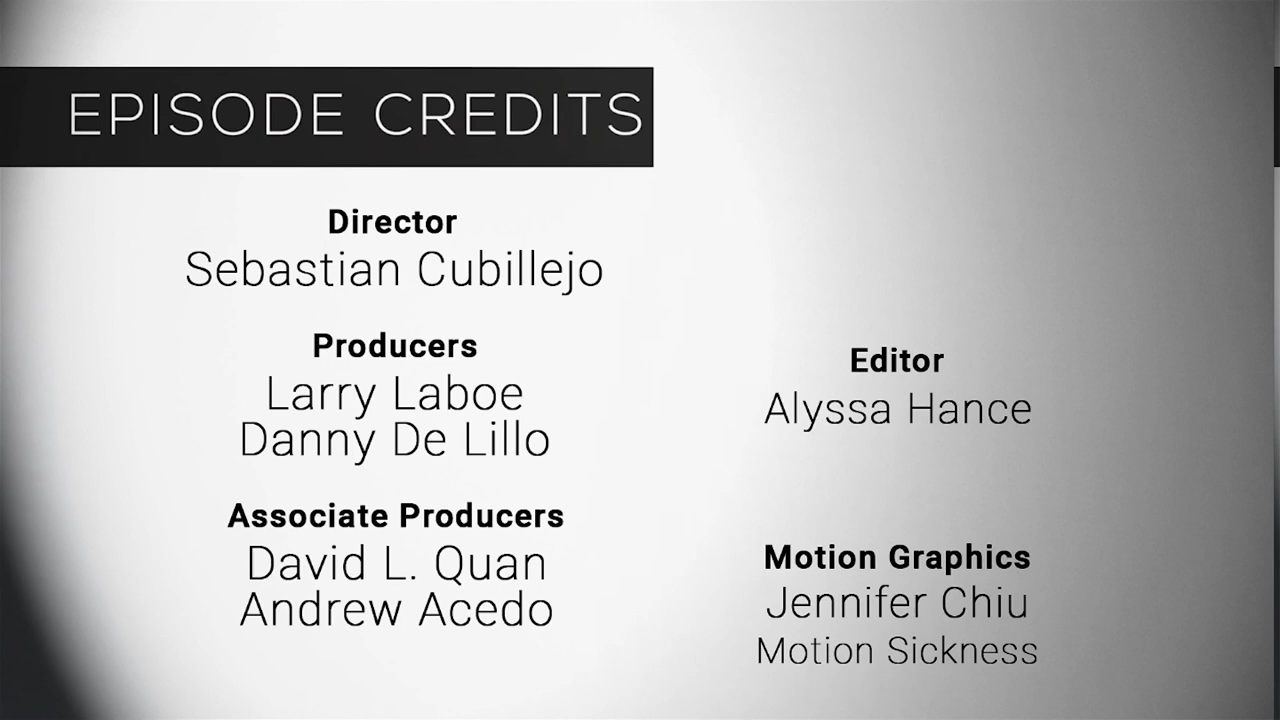 EPISODE CREDITS
Director
Sebastian Cubillejo
Producers
Larry Laboe
Danny De Lillo
Associate Producers
David L. Quan
Andrew Acedo
Editor
Alyssa Hance
Motion Graphics
Jennifer Chiu
Motion Sickness